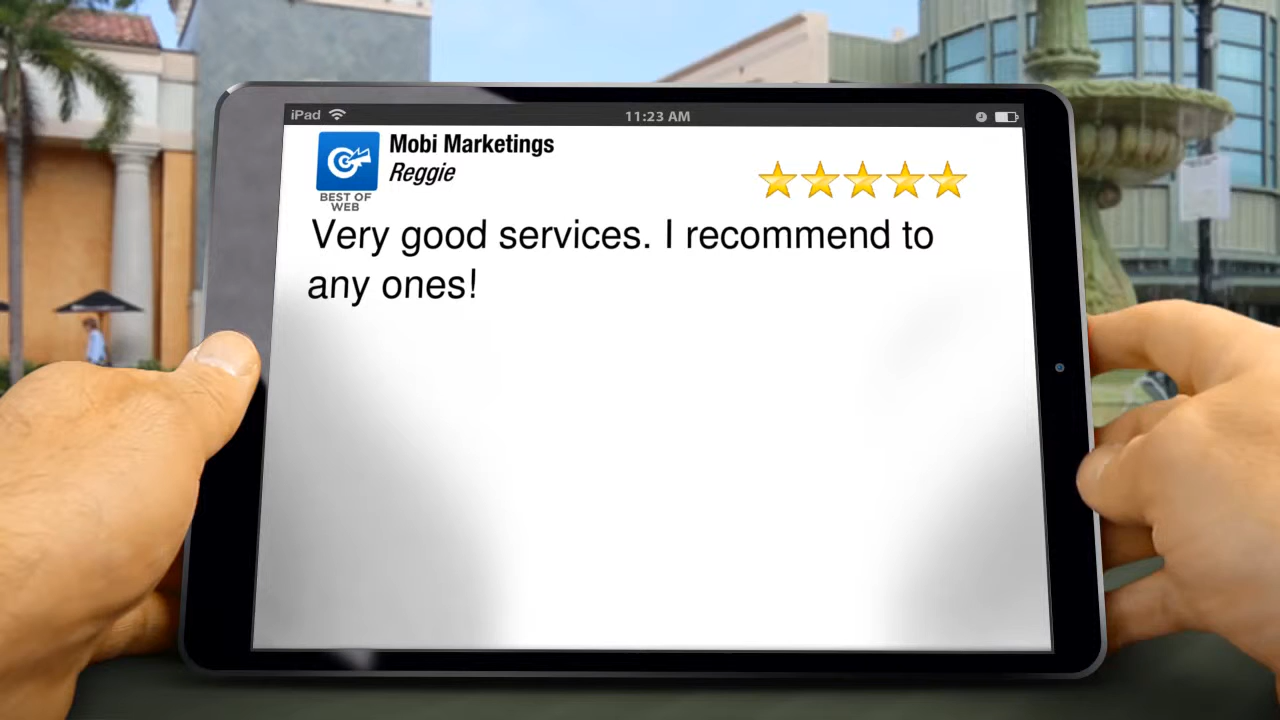 iPad
11:23 AM
Mobi Marketings
Reggie
BEST OF
WEB
Very good services. I recommend to
any ones!